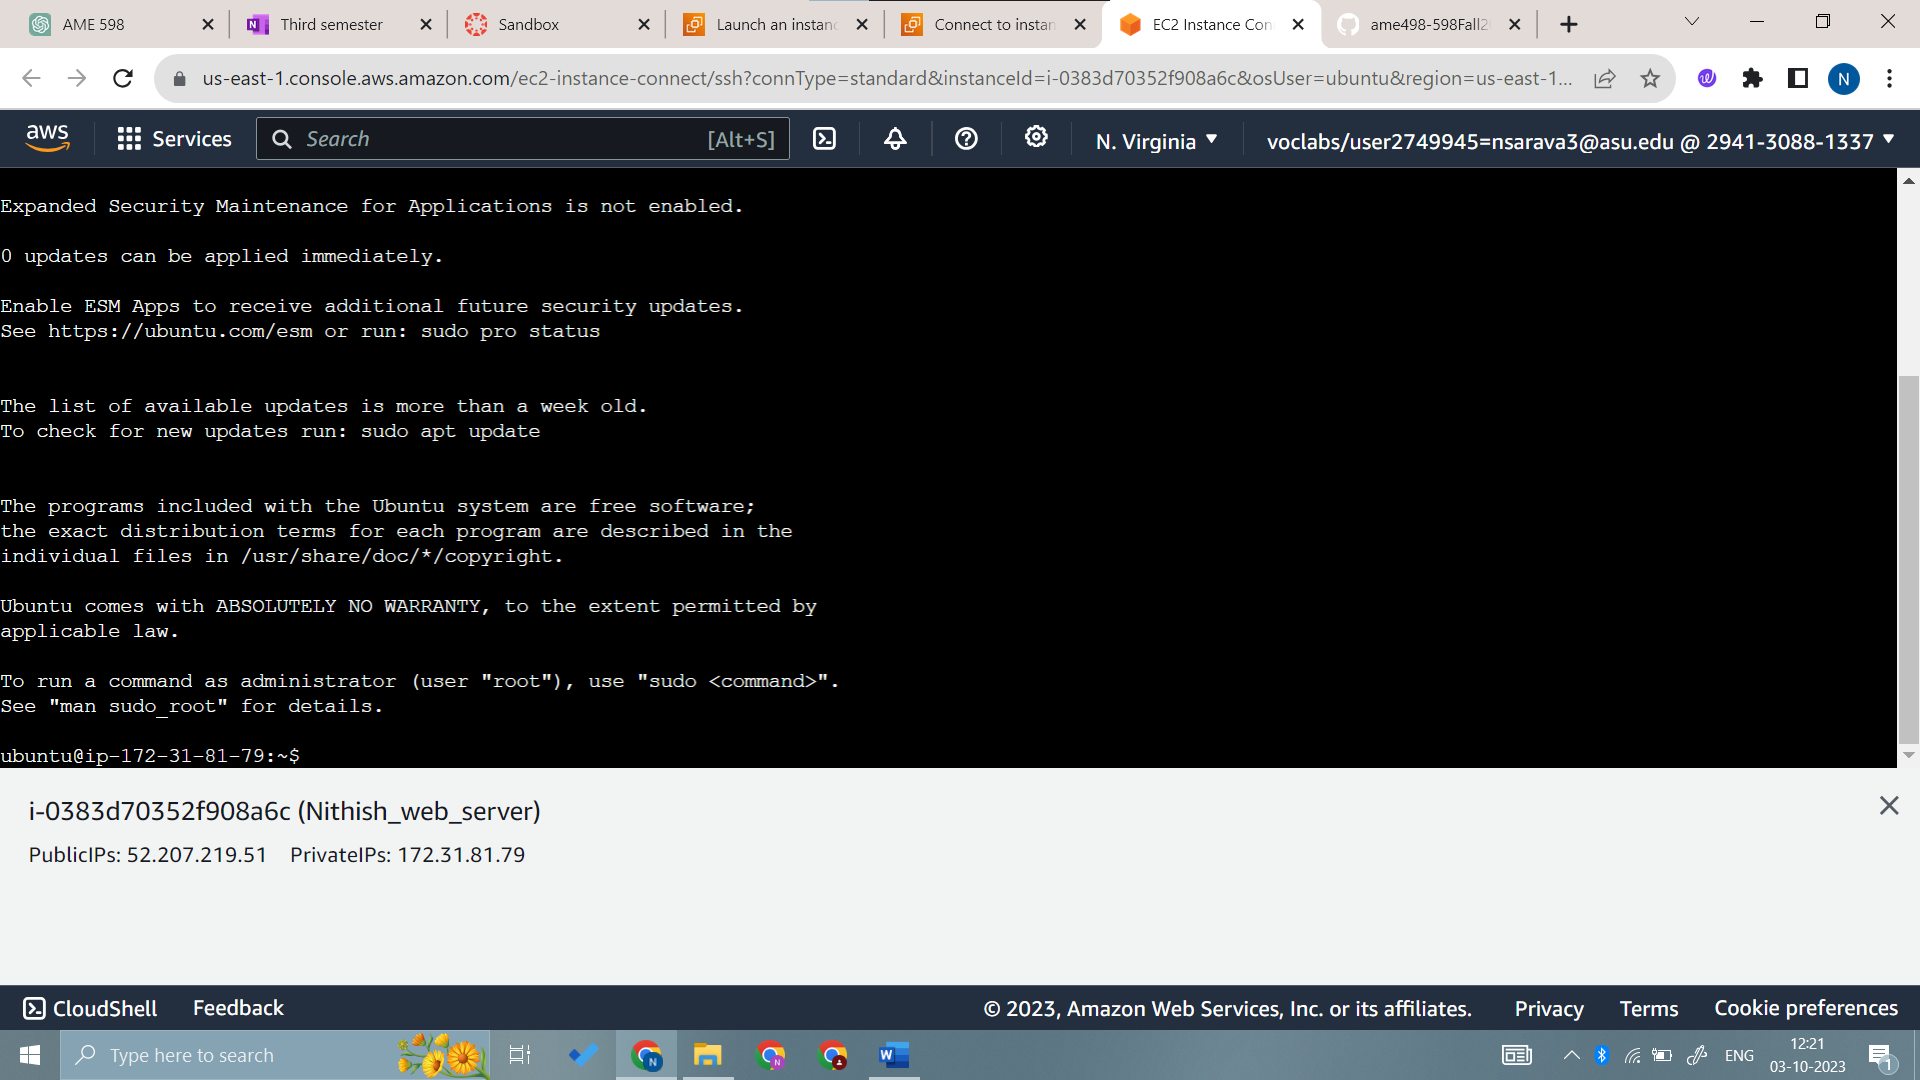 AME 598
Third semester
Sandbox
Launch an instanc
Connect to instan
EC2 Instance Con
ame498-598Fall2
us-east-1.console.aws.amazon.com/ec2-instance-connect/ssh?connType=standard&instanceId=i-0383d70352f908a6c&osUser=ubuntu&region=us-east-1...
N
aws
Services
Search
[Alt+S]
N. Virginia
voclabs/user2749945=nsarava3@asu.edu @ 2941-3088-1337
Expanded Security Maintenance for Applications is not enabled.
0 updates can be applied immediately.
Enable ESM Apps to receive additional future security updates.
See https://ubuntu.com/esm or run: sudo pro status
The list of available updates is more than a week old.
To check for new updates run: sudo apt update
The programs included with the Ubuntu system are free software;
the exact distribution terms for each program are described in the
individual files in /usr/share/doc/*/copyright.
Ubuntu comes with ABSOLUTELY NO WARRANTY, to the extent permitted by
applicable law.
To run a command as administrator (user "root"), use "sudo <command>".
See "man sudo_root" for details.
ubuntu@ip-172-31-81-79:~$
i-0383d70352f908a6c (Nithish_web_server)
PublicIPs: 52.207.219.51 PrivateIPs: 172.31.81.79
CloudShell
Feedback
© 2023, Amazon Web Services, Inc. or its affiliates.
Privacy
Terms
Cookie preferences
Type here to search
ENG
12:21
03-10-2023
1